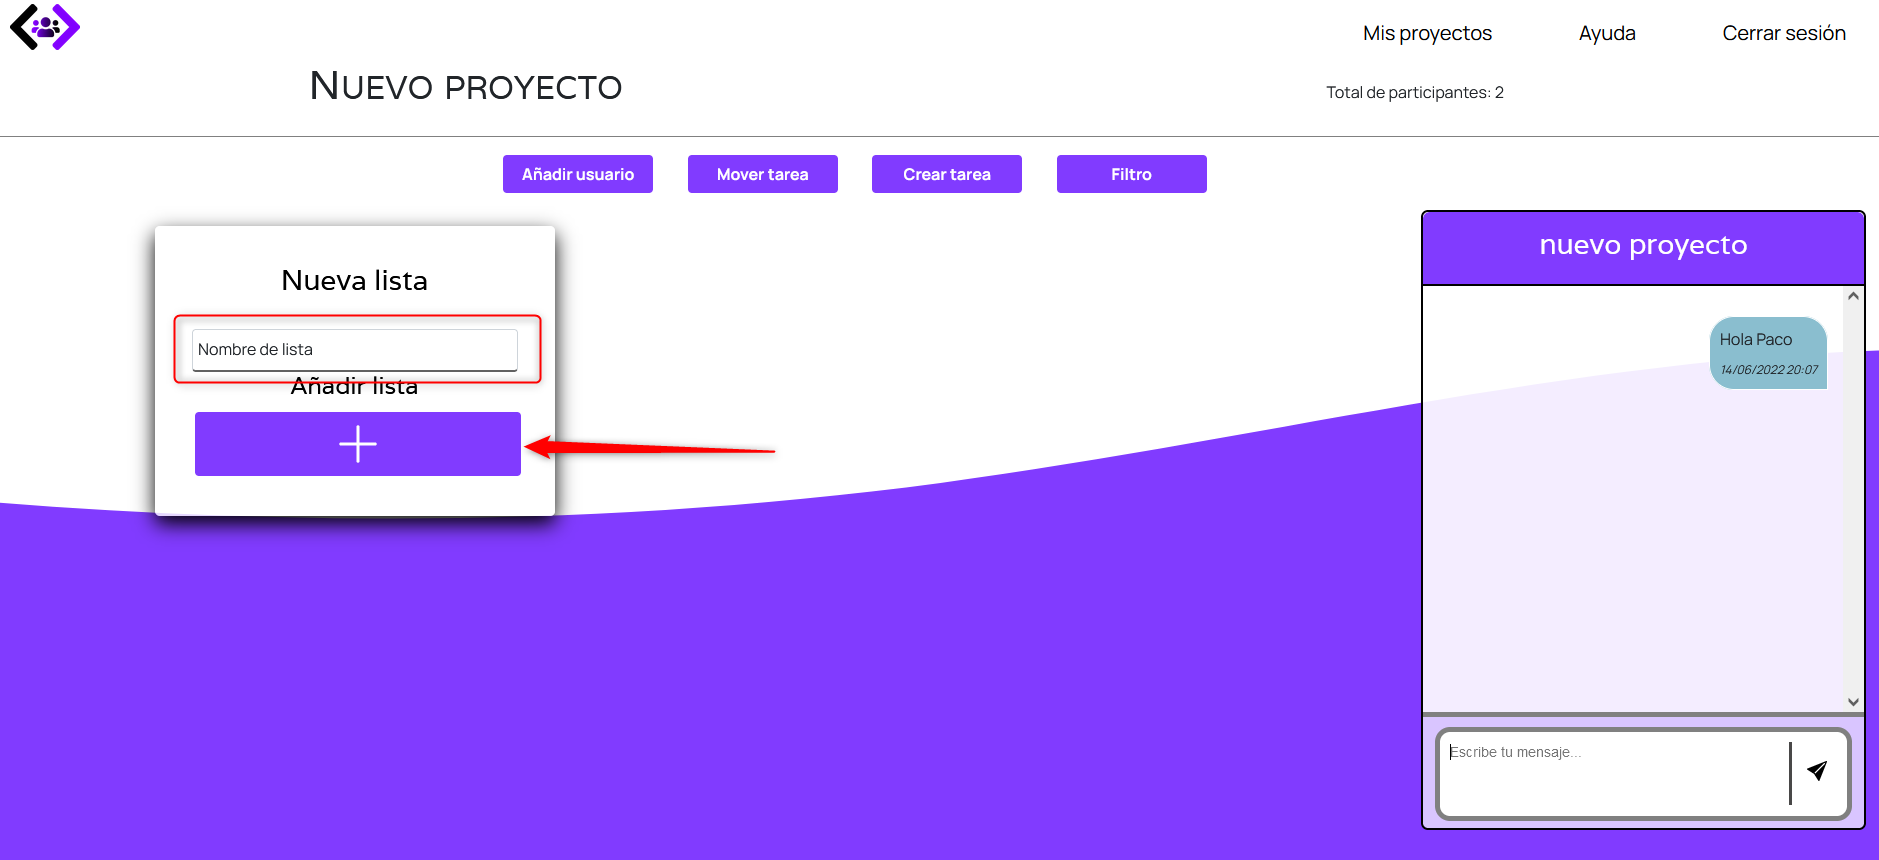 Mis proyectos Ayuda Cerrar sesión
NUEVO PROYECTO
Total de participantes: 2
Añadir usuario Mover tarea Crear tarea Filtro
Nueva lista
Nombre de lista
Añadir lista
nuevo proyecto
Hola Paco
14/06/2022 20:07
Escribe tu mensaje...